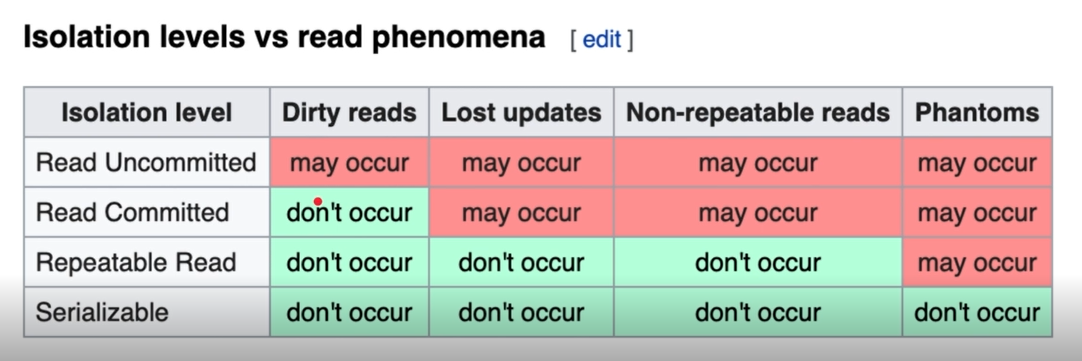 Isolation levels vs read phenomena [ edit ]
Isolation level Dirty reads Lost updates Non-repeatable reads Phantoms
Read Uncommitted may occur may occur may occur may occur
Read Committed don't occur may occur may occur may occur
Repeatable Read don't occur don't occur don't occur may occur
Serializable don't occur don't occur don't occur don't occur